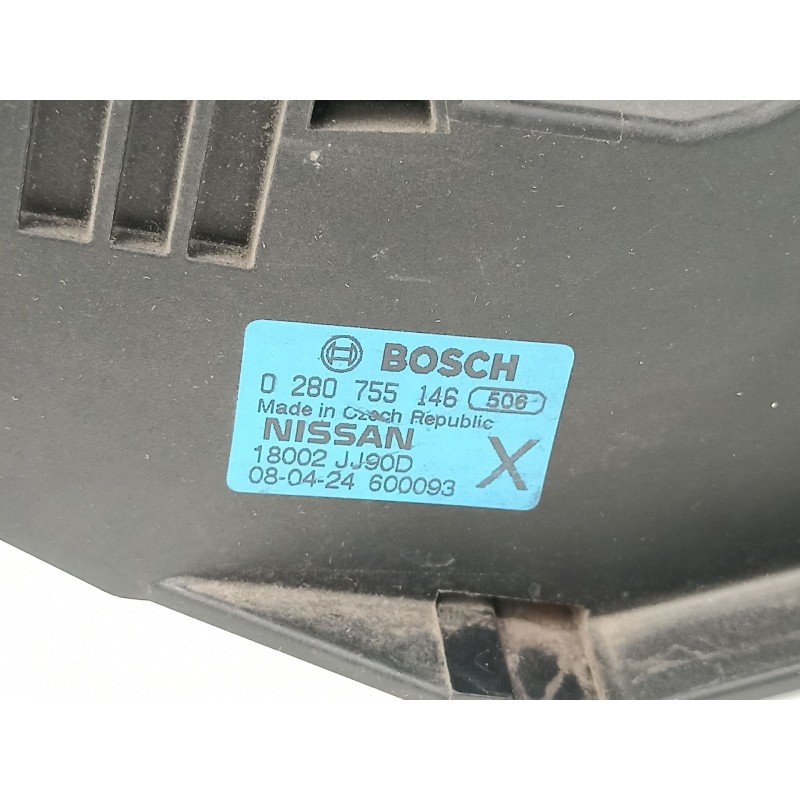 BOSCH
0 280 755 146 506
Made in Czech Republic
NISSAN
18002 JJ90D
08-04-24 600093 X